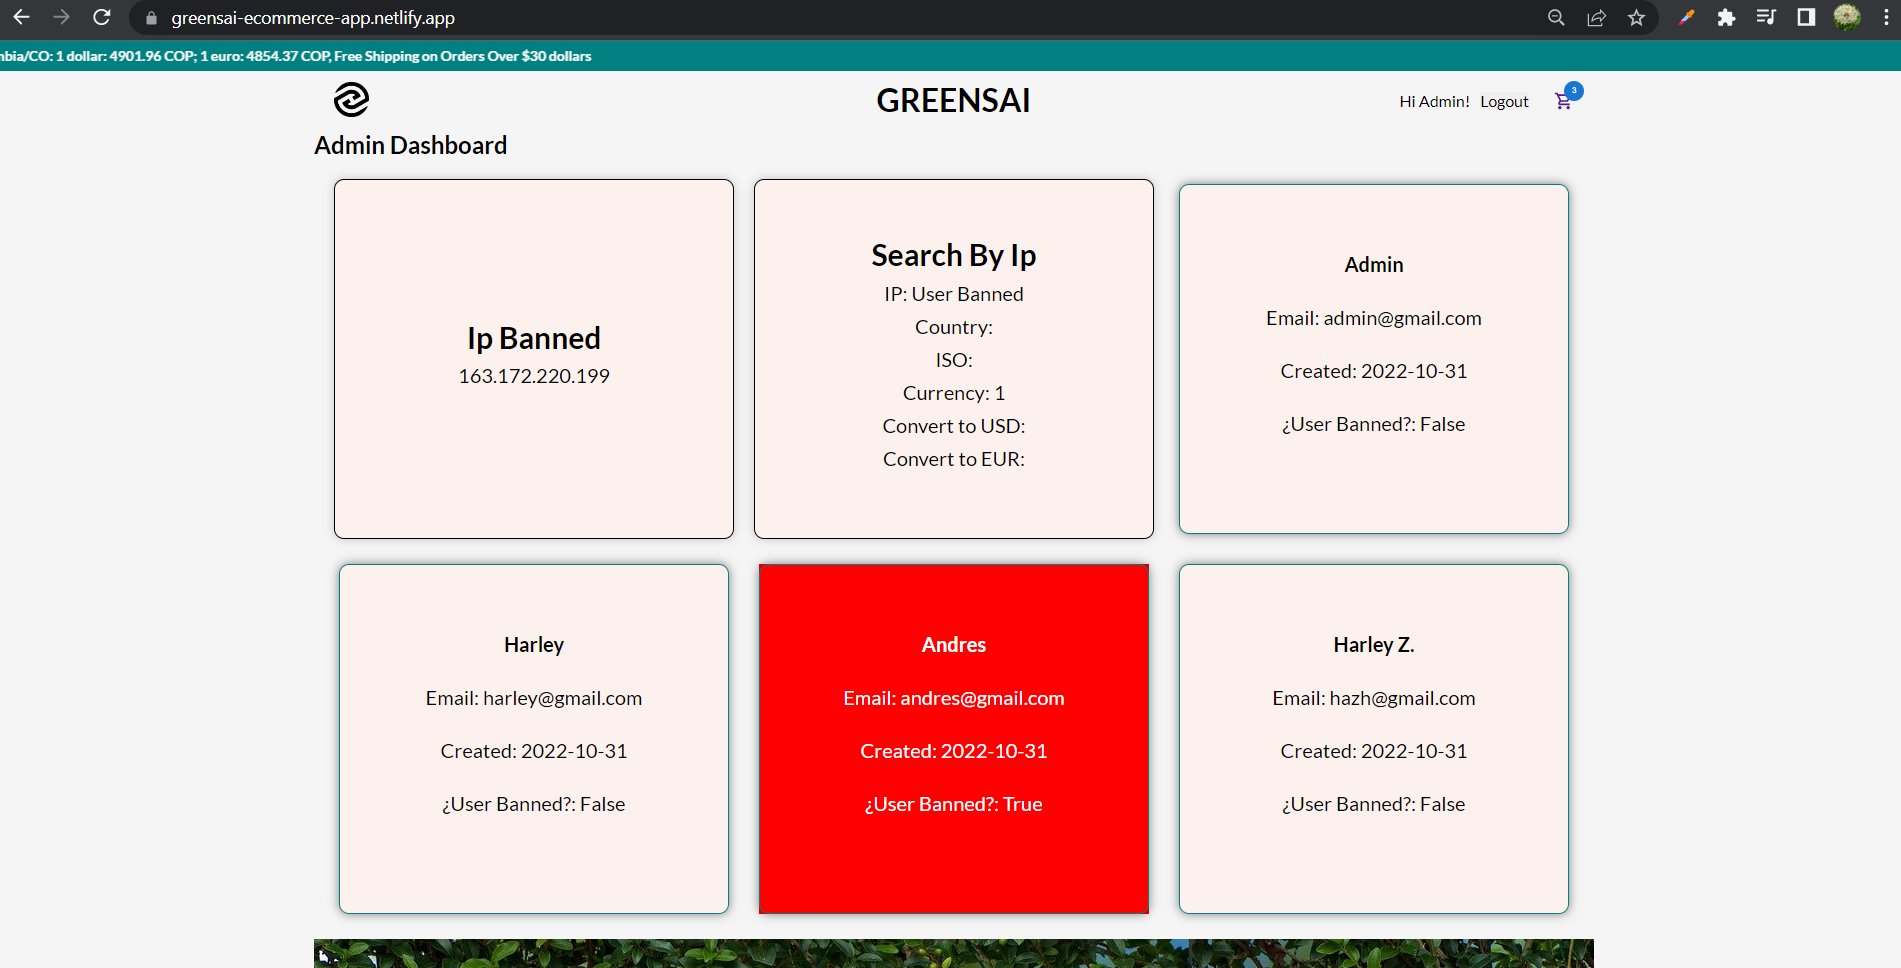 greensai-ecommerce-app.netlify.app
bia/CO: 1 dollar: 4901.96 COP; 1 euro: 4854.37 COP, Free Shipping on Orders Over $30 dollars
GREENSAI
Hi Admin! Logout
3
Admin Dashboard
Ip Banned
163.172.220.199
Search By Ip
IP: User Banned
Country:
ISO:
Currency: 1
Convert to USD:
Convert to EUR:
Admin
Email: admin@gmail.com
Created: 2022-10-31
¿User Banned?: False
Harley
Email: harley@gmail.com
Created: 2022-10-31
¿User Banned?: False
Andres
Email: andres@gmail.com
Created: 2022-10-31
¿User Banned?: True
Harley Z.
Email: hazh@gmail.com
Created: 2022-10-31
¿User Banned?: False